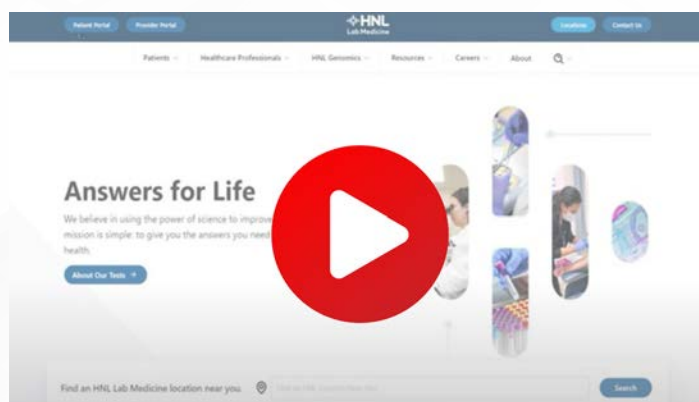 Patient Portal
Provider Portal
HNL
Lab Medicine
Locations
Contact Us
Patients
Healthcare Professionals
HNL Genomics
Resources
Careers
About
Answers for Life
We believe in using the power of science to improve
mission is simple: to give you the answers you need
health.
About Our Tests
Find an HNL Lab Medicine location near you.
Search